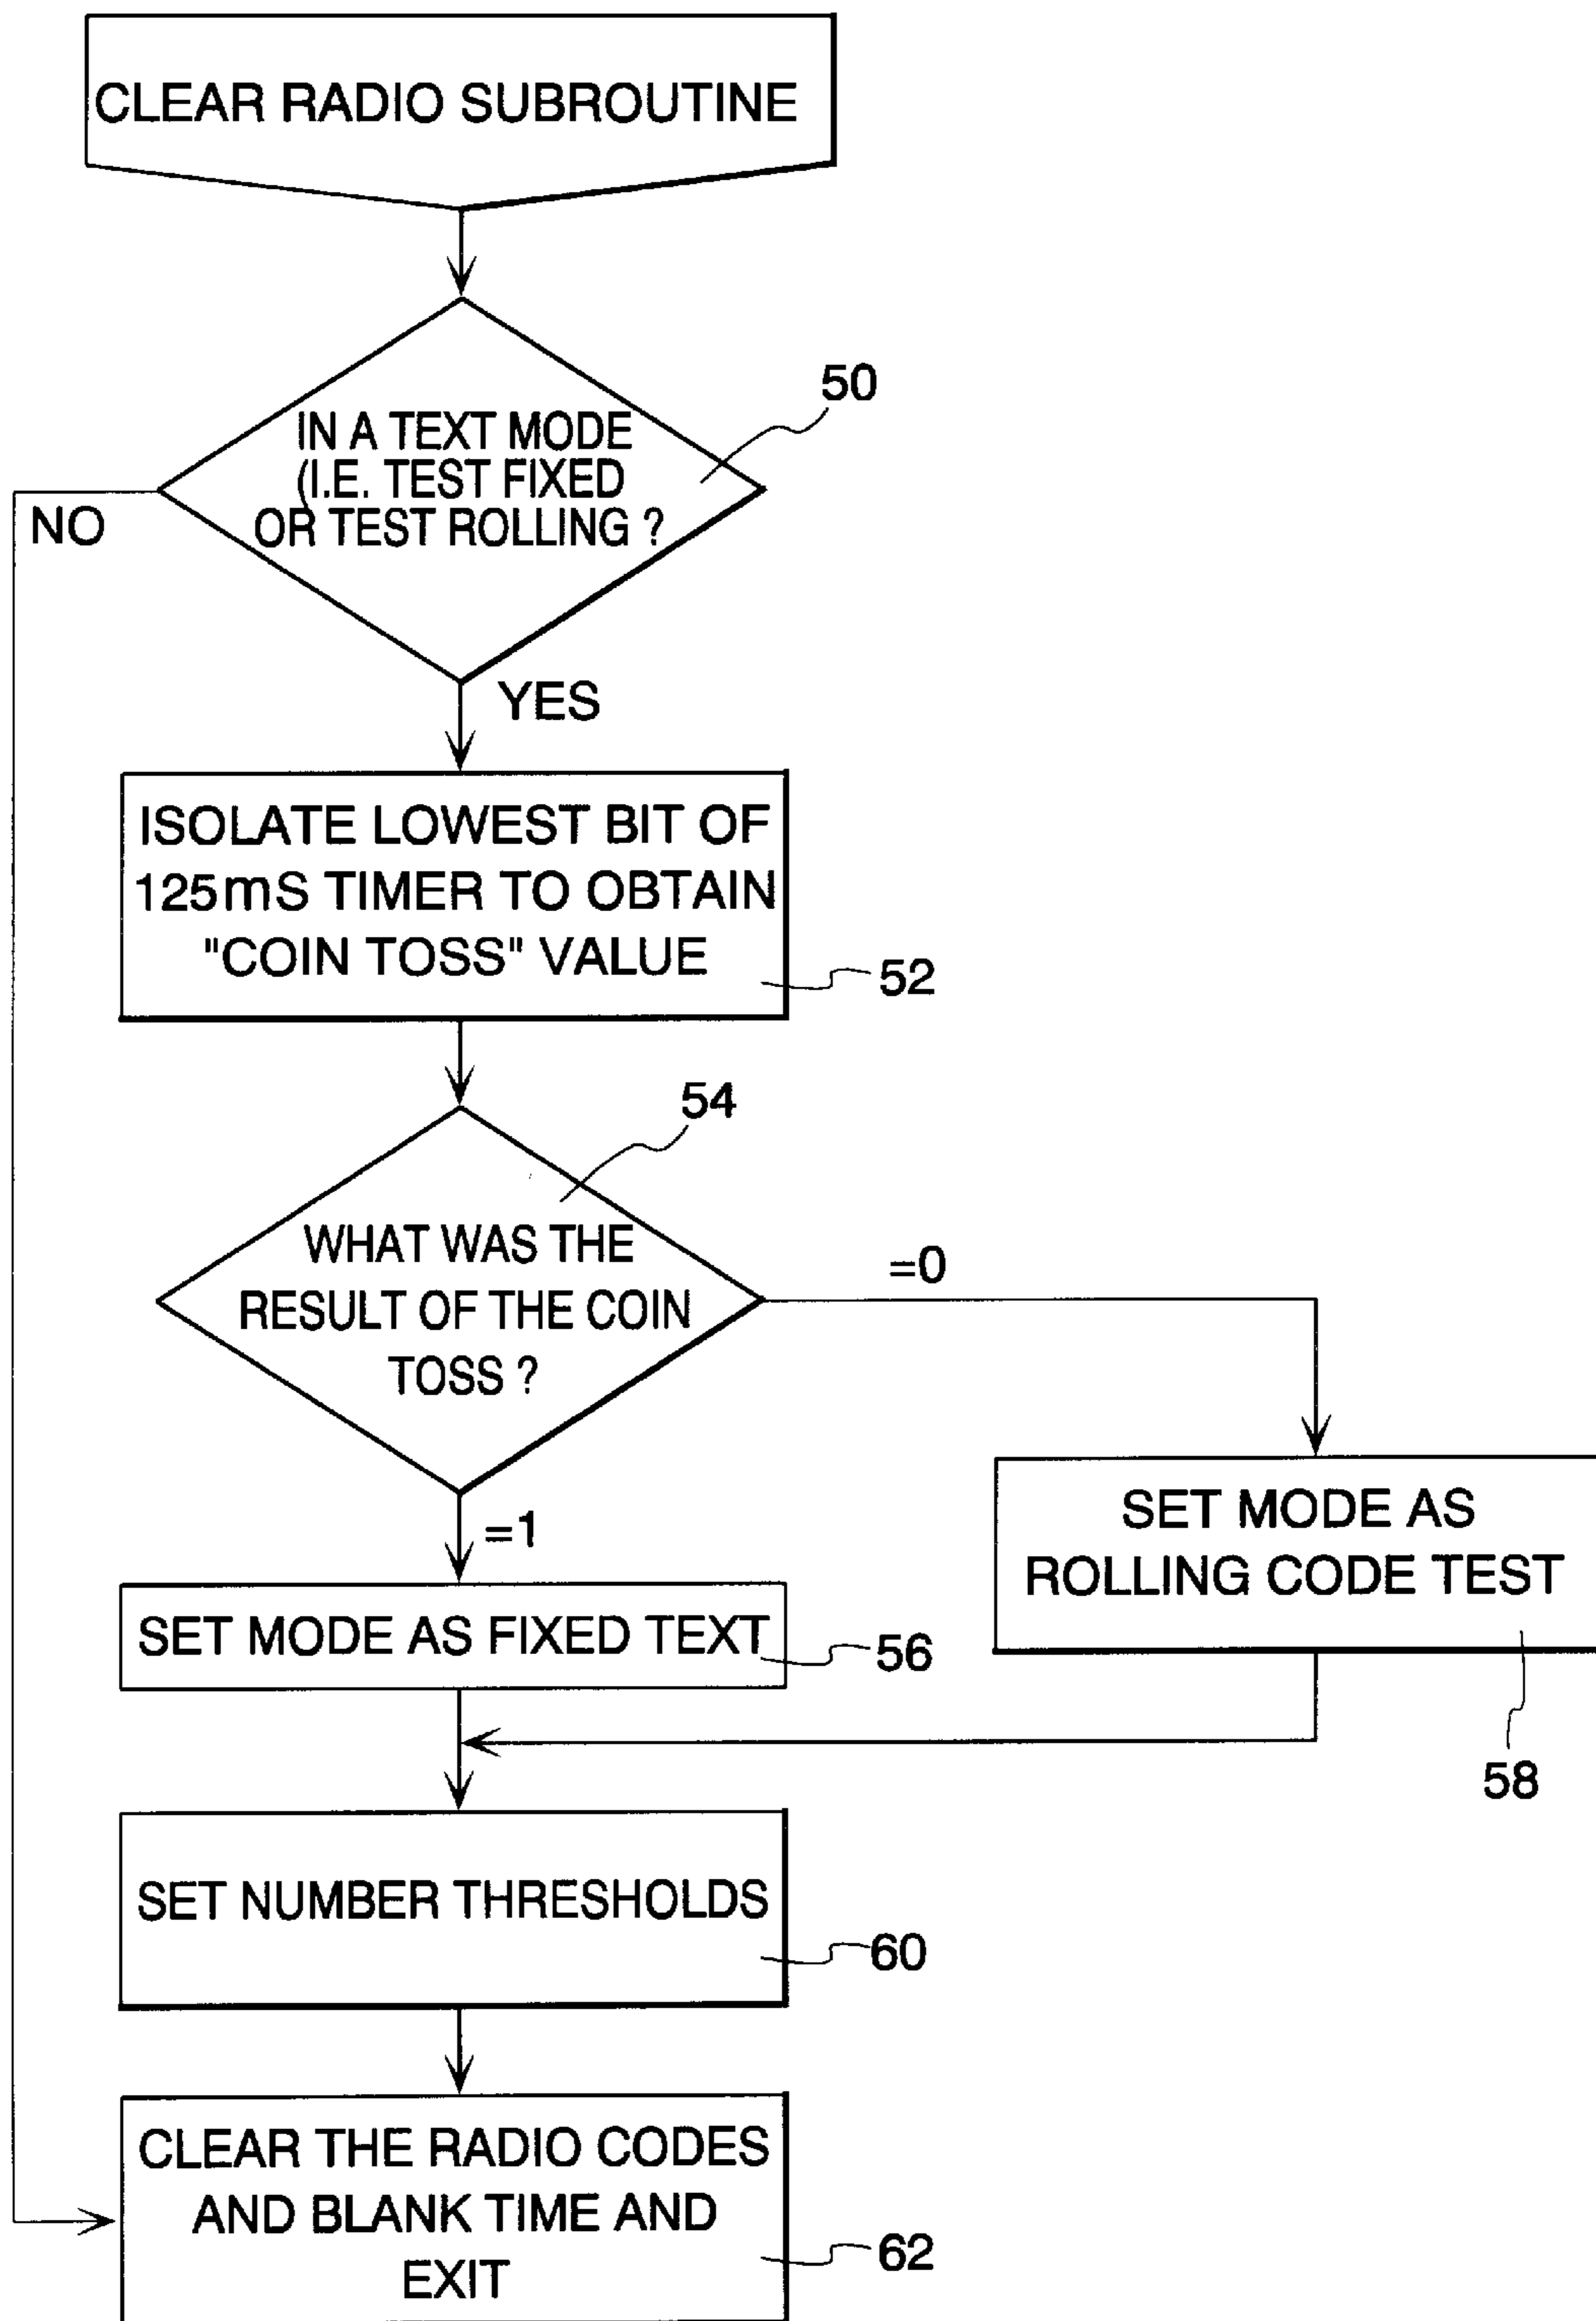 CLEAR RADIO SUBROUTINE
50
IN A TEXT MODE
(I.E. TEST FIXED
OR TEST ROLLING ?
NO
YES
ISOLATE LOWEST BIT OF
125mS TIMER TO OBTAIN
"COIN TOSS" VALUE
52
54
WHAT WAS THE
RESULT OF THE COIN
TOSS ?
=0
=1
SET MODE AS
ROLLING CODE TEST
SET MODE AS FIXED TEXT
56
58
SET NUMBER THRESHOLDS
60
CLEAR THE RADIO CODES
AND BLANK TIME AND
EXIT
62